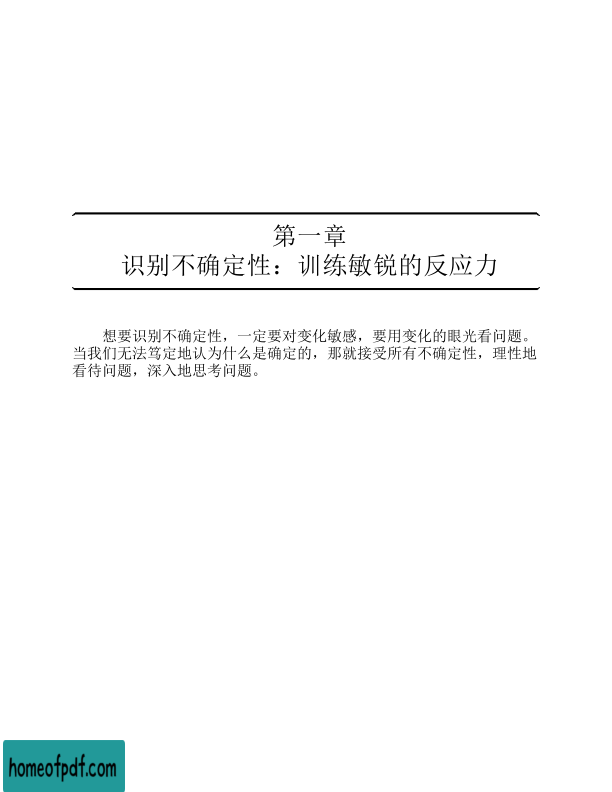 第一章
识别不确定性：训练敏锐的反应力
想要识别不确定性，一定要对变化敏感，要用变化的眼光看问题。
当我们无法笃定地认为什么是确定的，那就接受所有不确定性，理性地
看待问题，深入地思考问题。
homeofpdf.com